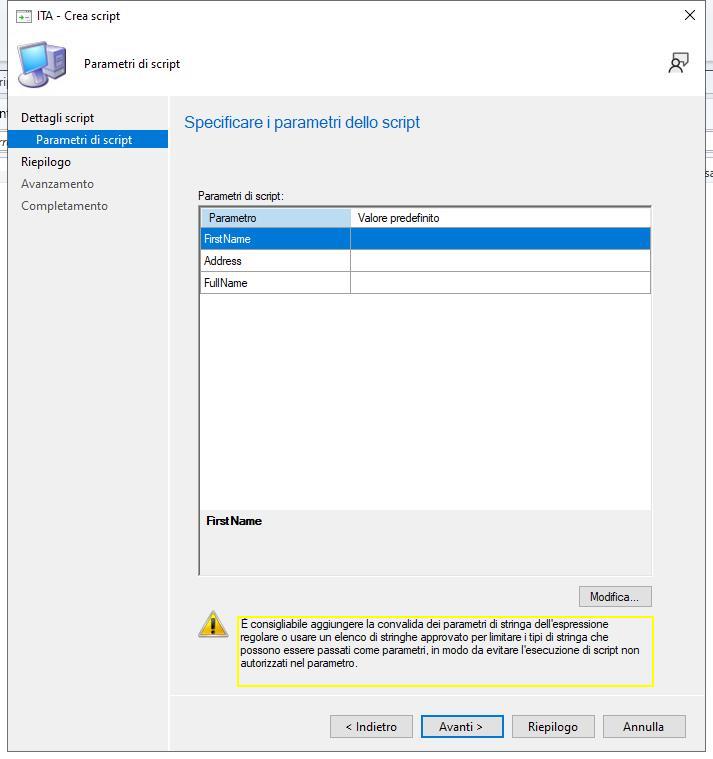 ITA - Crea script
Parametri di script
Dettagli script
Parametri di script
Riepilogo
Avanzamento
Completamento
Specificare i parametri dello script
Parametri di script:
Parametro Valore predefinito
FirstName
Address
FullName
FirstName
Modifica...
È consigliabile aggiungere la convalida dei parametri di stringa dell'espressione
regolare o usare un elenco di stringhe approvato per limitare i tipi di stringa che
possono essere passati come parametri, in modo da evitare l'esecuzione di script non
autorizzati nel parametro.
< Indietro
Avanti >
Riepilogo
Annulla